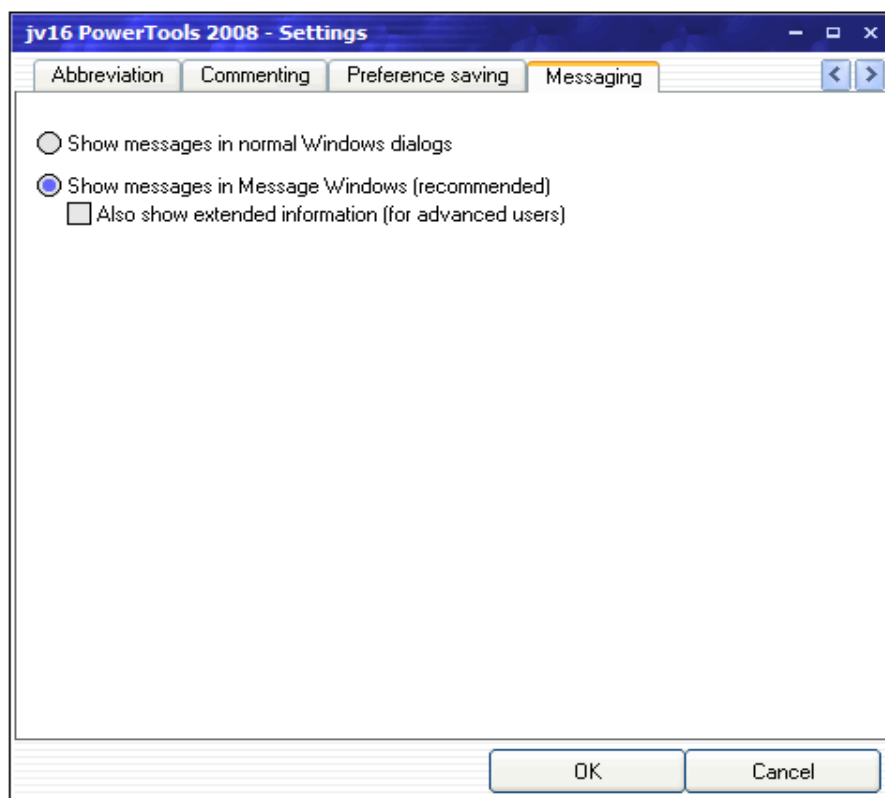 jv16 PowerTools 2008 - Settings
Abbreviation Commenting Preference saving Messaging
Show messages in normal Windows dialogs
Show messages in Message Windows (recommended)
Also show extended information (for advanced users)
OK Cancel